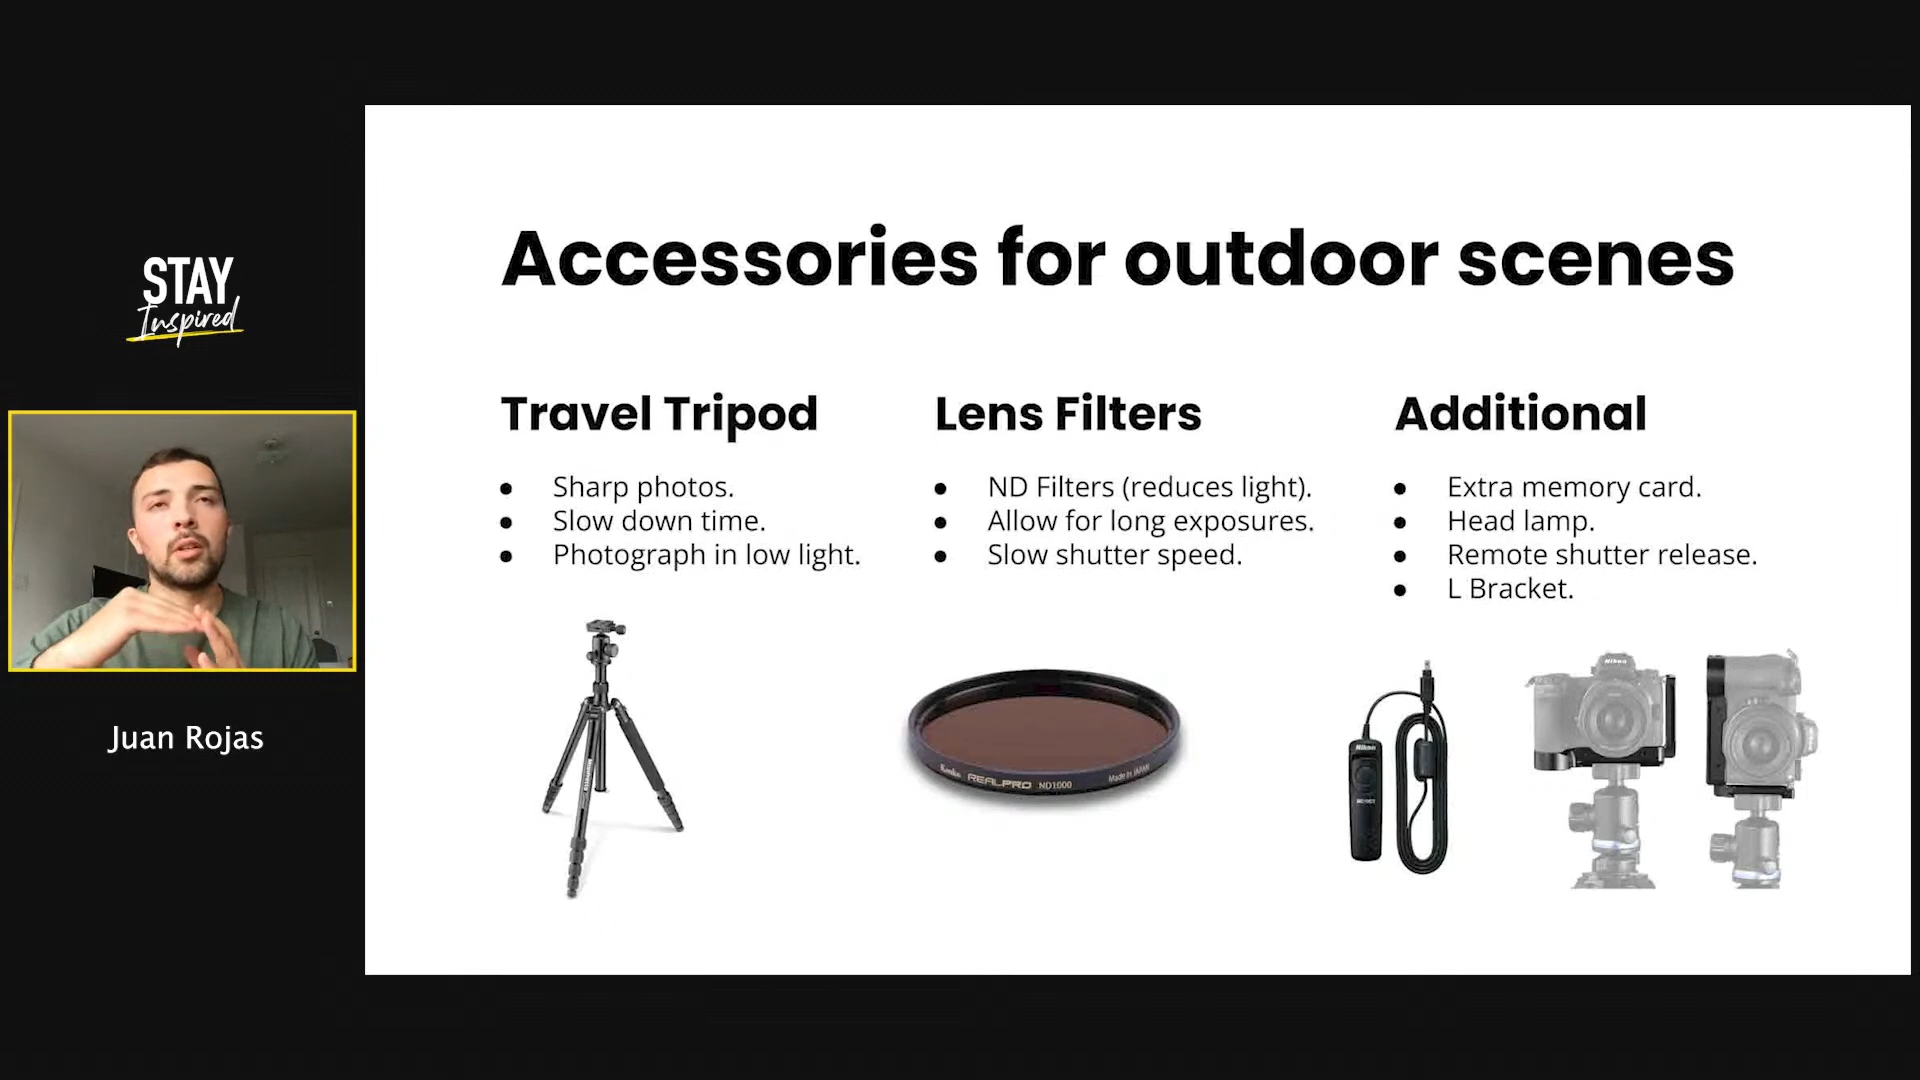 STAY
Inspired
Juan Rojas
Accessories for outdoor scenes
Travel Tripod
● Sharp photos.
● Slow down time.
● Photograph in low light.
Lens Filters
● ND Filters (reduces light).
● Allow for long exposures.
● Slow shutter speed.
Additional
● Extra memory card.
● Head lamp.
● Remote shutter release.
● L Bracket.
Kenko REALPRO ND1000 Made in JAPAN
Nikon
Nikon